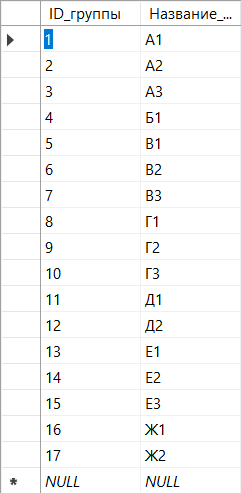 ID_группы Название_...
1 А1
2 А2
3 А3
4 Б1
5 В1
6 В2
7 В3
8 Г1
9 Г2
10 Г3
11 Д1
12 Д2
13 Е1
14 Е2
15 Е3
16 Ж1
17 Ж2
* NULL NULL